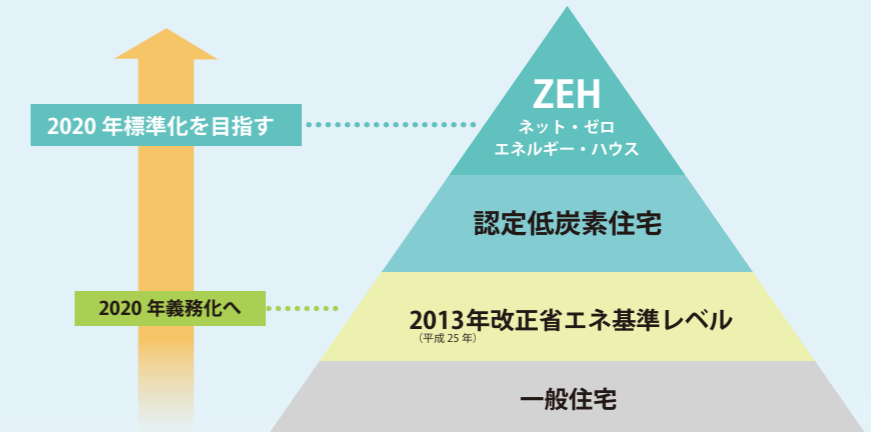 ZEH
ネット・ゼロ
エネルギー・ハウス
2020 年標準化を目指す
認定低炭素住宅
2020 年義務化へ
2013年改正省エネ基準レベル
（平成 25 年）
一般住宅